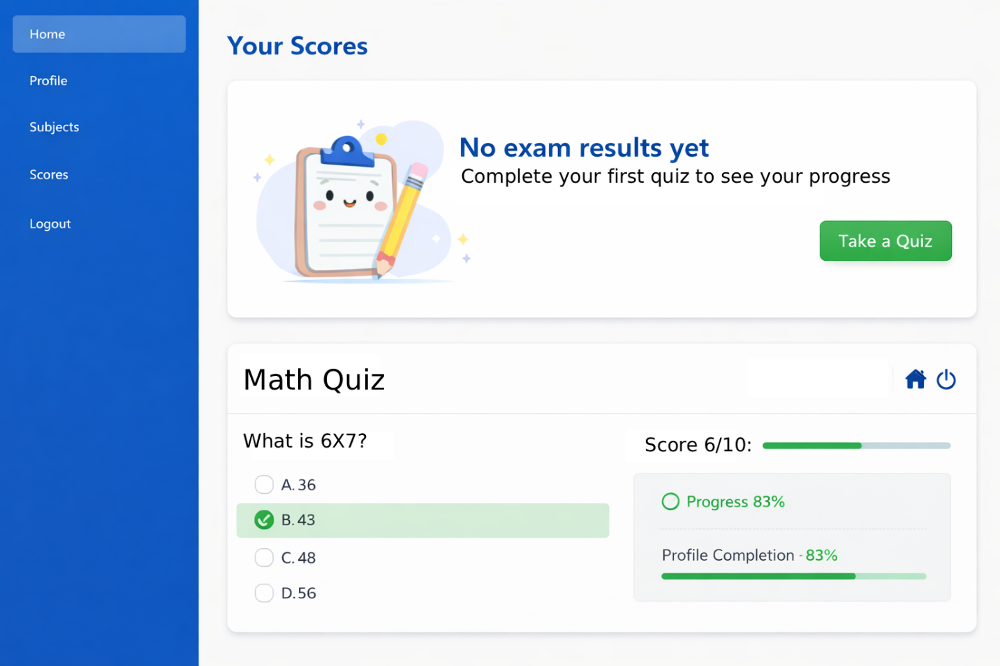 Home
Profile
Subjects
Scores
Logout
Your Scores
No exam results yet
Complete your first quiz to see your progress
Take a Quiz
Math Quiz
What is 6X7?
A. 36
B. 43
C. 48
D. 56
Score 6/10:
Progress 83%
Profile Completion - 83%